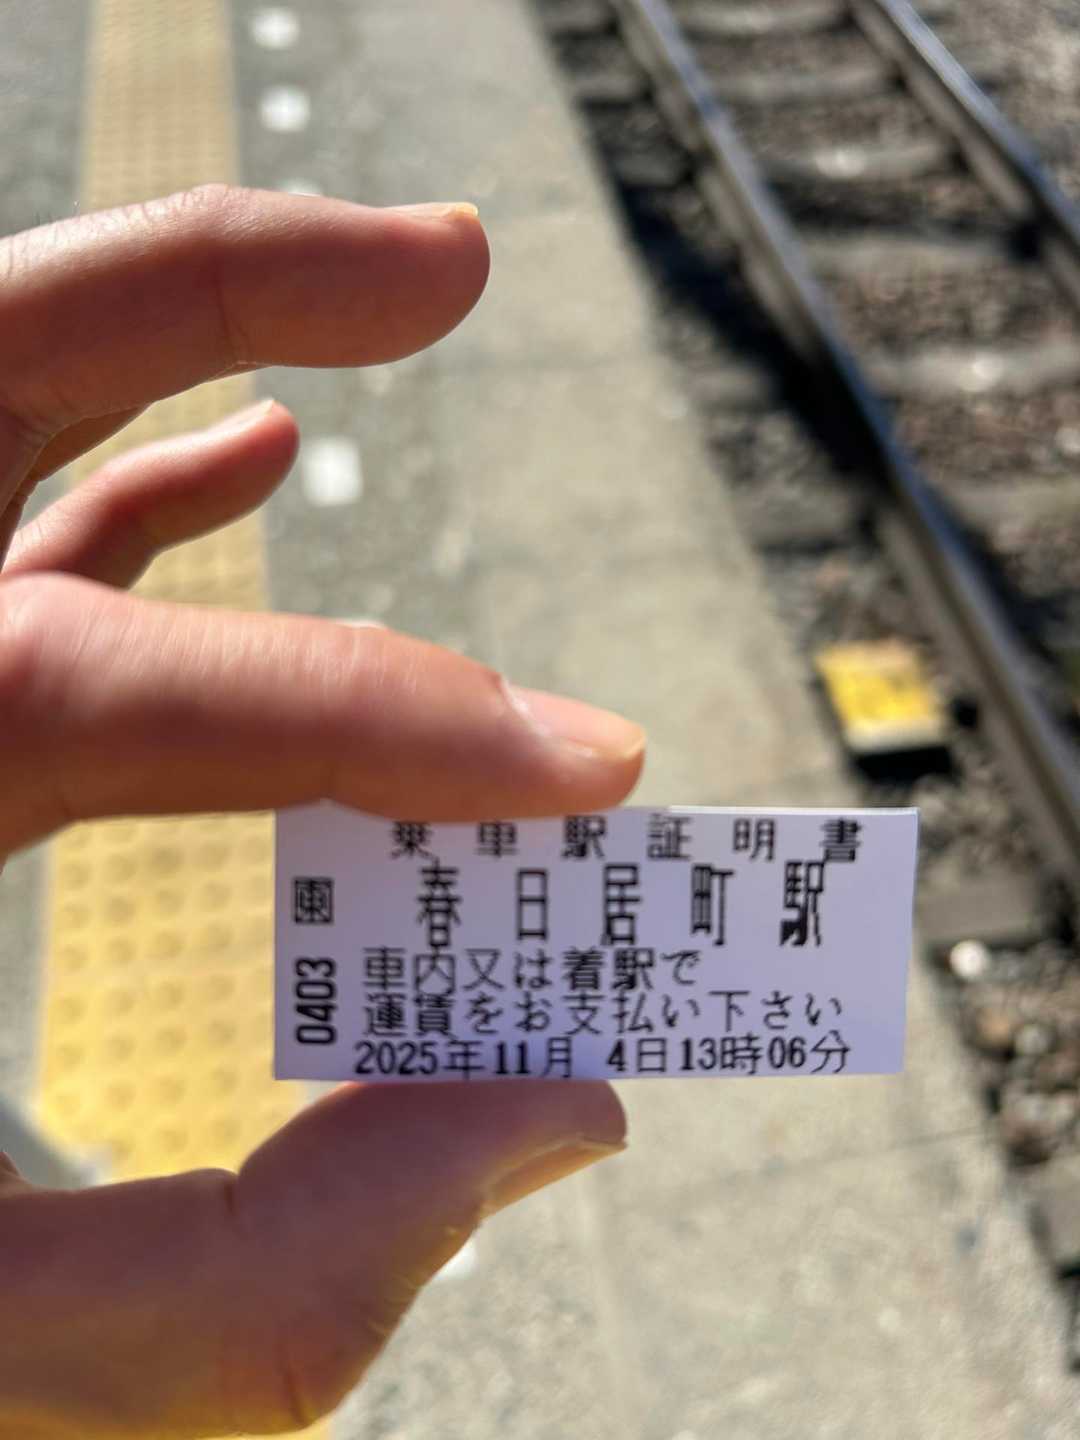 乗車駅証明書
春日居町駅
車内又は着駅で
運賃をお支払い下さい
2025年11月 4日13時06分
0403